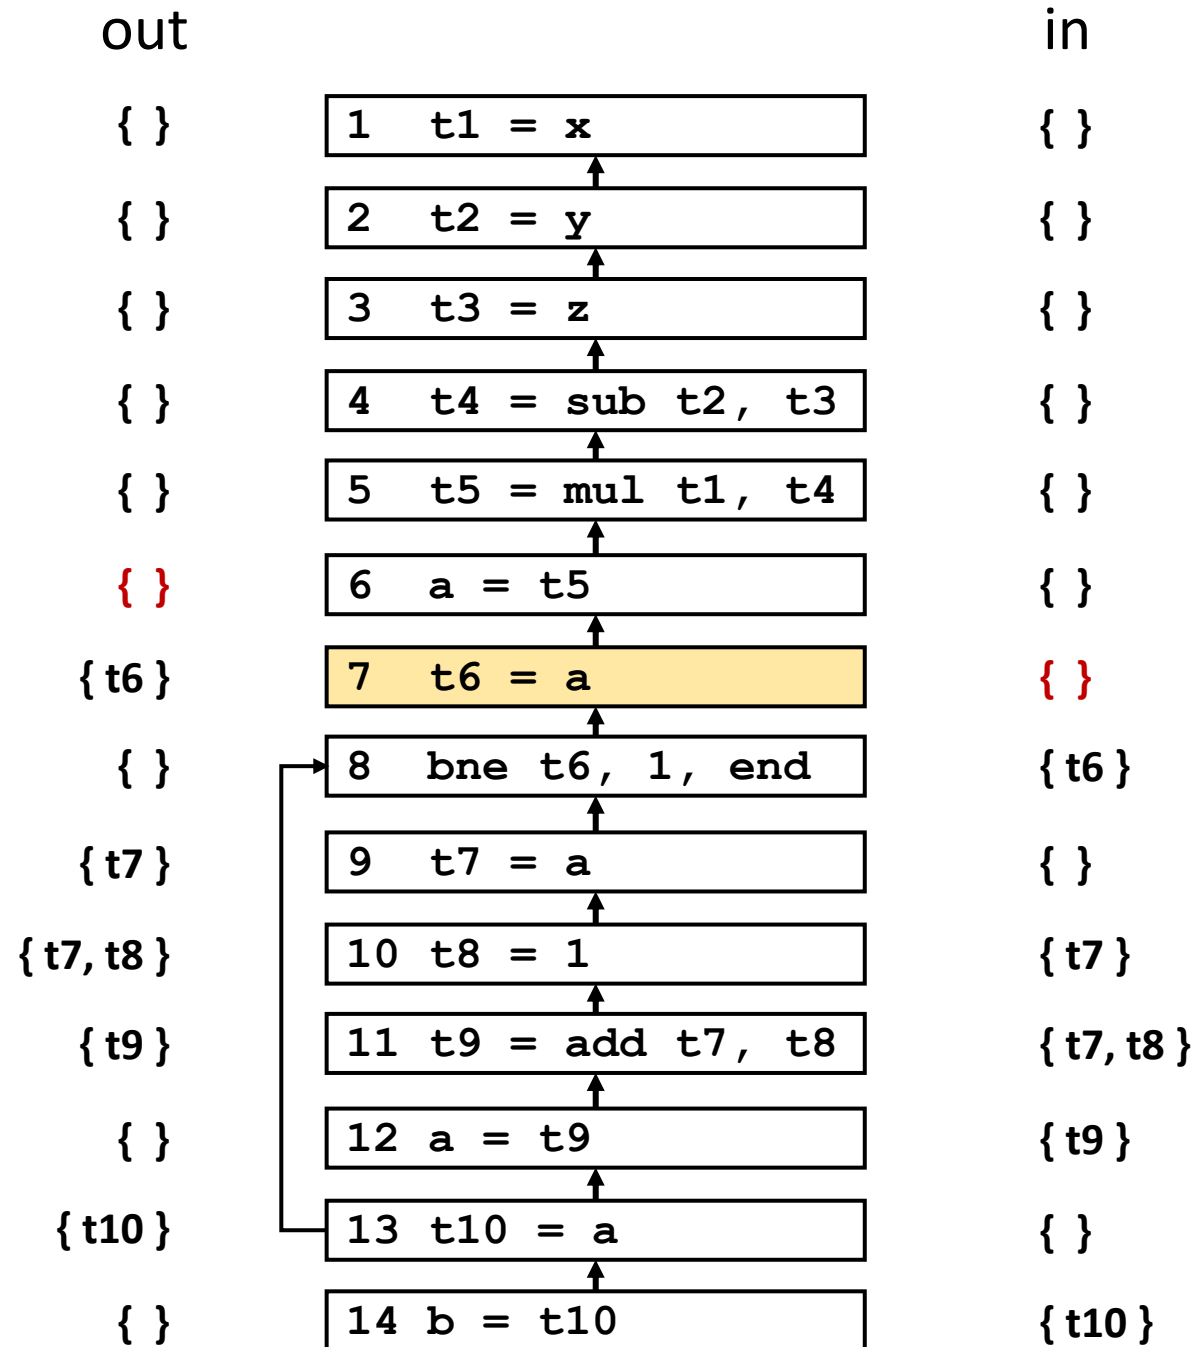 out in
{ } 1 t1 = x { }
{ } 2 t2 = y { }
{ } 3 t3 = z { }
{ } 4 t4 = sub t2, t3 { }
{ } 5 t5 = mul t1, t4 { }
{ } 6 a = t5 { }
{ t6 } 7 t6 = a { }
{ } 8 bne t6, 1, end { t6 }
{ t7 } 9 t7 = a { }
{ t7, t8 } 10 t8 = 1 { t7 }
{ t9 } 11 t9 = add t7, t8 { t7, t8 }
{ } 12 a = t9 { t9 }
{ t10 } 13 t10 = a { }
{ } 14 b = t10 { t10 }